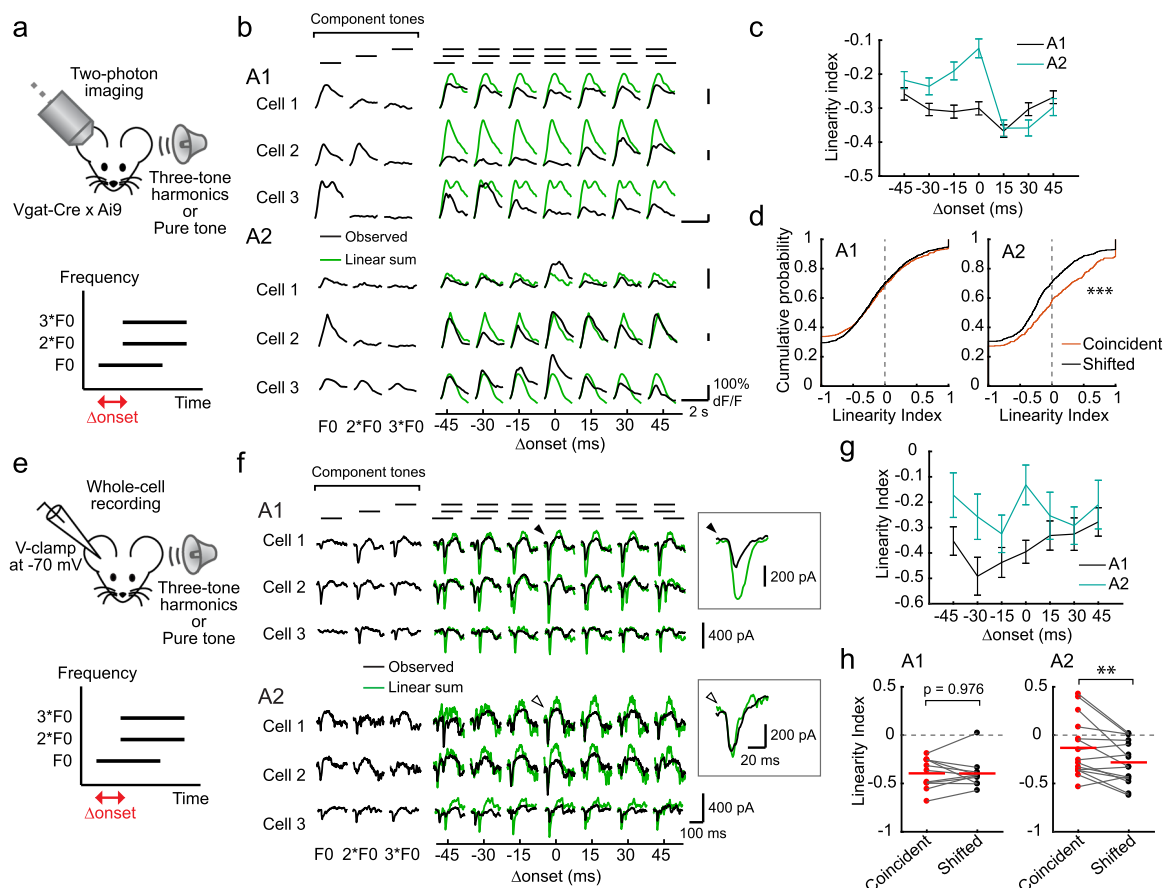 a
Two-photon
imaging
Three-tone
harmonics
or
Pure tone
Vgat-Cre x Ai9
Frequency
3*F0
2*F0
F0
Time
Δonset
b
Component tones
A1
Cell 1
Cell 2
Cell 3
A2
Observed
Linear sum
Cell 1
Cell 2
Cell 3
100%
dF/F
2 s
F0 2*F0 3*F0
-45 -30 -15 0 15 30 45
Δonset (ms)
c
-0.1
-0.2
-0.3
-0.4
-0.5
Linearity index
A1
A2
-45 -30 -15 0 15 30 45
Δonset (ms)
d
Cumulative probability
1
0.8
0.6
0.4
0.2
0
A1
-1 -0.5 0 0.5 1
Linearity Index
1
0.8
0.6
0.4
0.2
0
A2
***
Coincident
Shifted
-1 -0.5 0 0.5 1
Linearity Index
e
Whole-cell
recording
V-clamp
at -70 mV
Three-tone
harmonics
or
Pure tone
Frequency
3*F0
2*F0
F0
Time
Δonset
f
Component tones
A1
Cell 1
Cell 2
Cell 3
200 pA
400 pA
Observed
Linear sum
A2
Cell 1
Cell 2
Cell 3
200 pA
20 ms
400 pA
100 ms
F0 2*F0 3*F0
-45 -30 -15 0 15 30 45
Δonset (ms)
g
0
-0.1
-0.2
-0.3
-0.4
-0.5
-0.6
Linearity Index
A1
A2
-45 -30 -15 0 15 30 45
Δonset (ms)
h
A1
Linearity Index
0.5
0
-0.5
-1
p = 0.976
Coincident
Shifted
A2
0.5
0
-0.5
-1
**
Coincident
Shifted